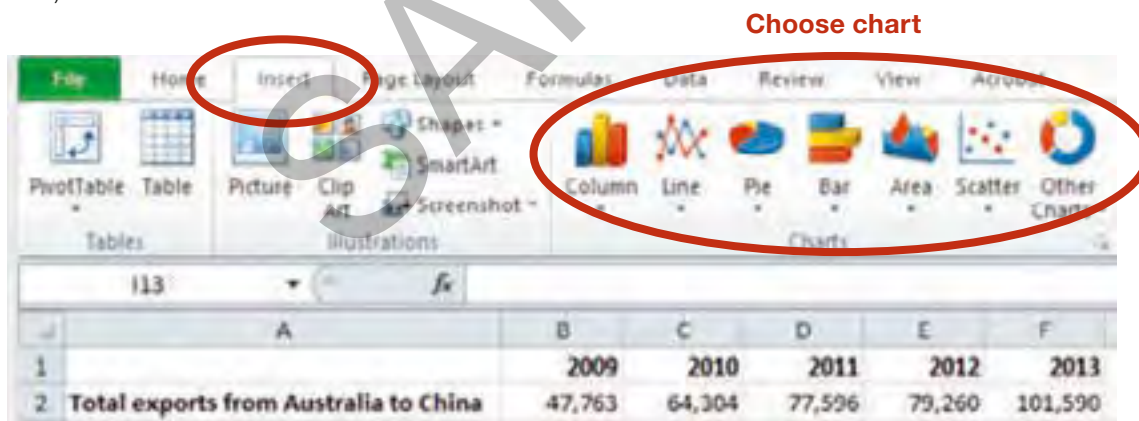 Choose chart
File Home Insert Page Layout Formulas Data Review View Acrobat
Shapes
SmartArt
Screenshot
PivotTable Table Picture Clip Art Column Line Pie Bar Area Scatter Other Charts
Tables Illustrations Charts
I13 fx
A B C D E F
1 2009 2010 2011 2012 2013
2 Total exports from Australia to China 47,763 64,304 77,596 79,260 101,590